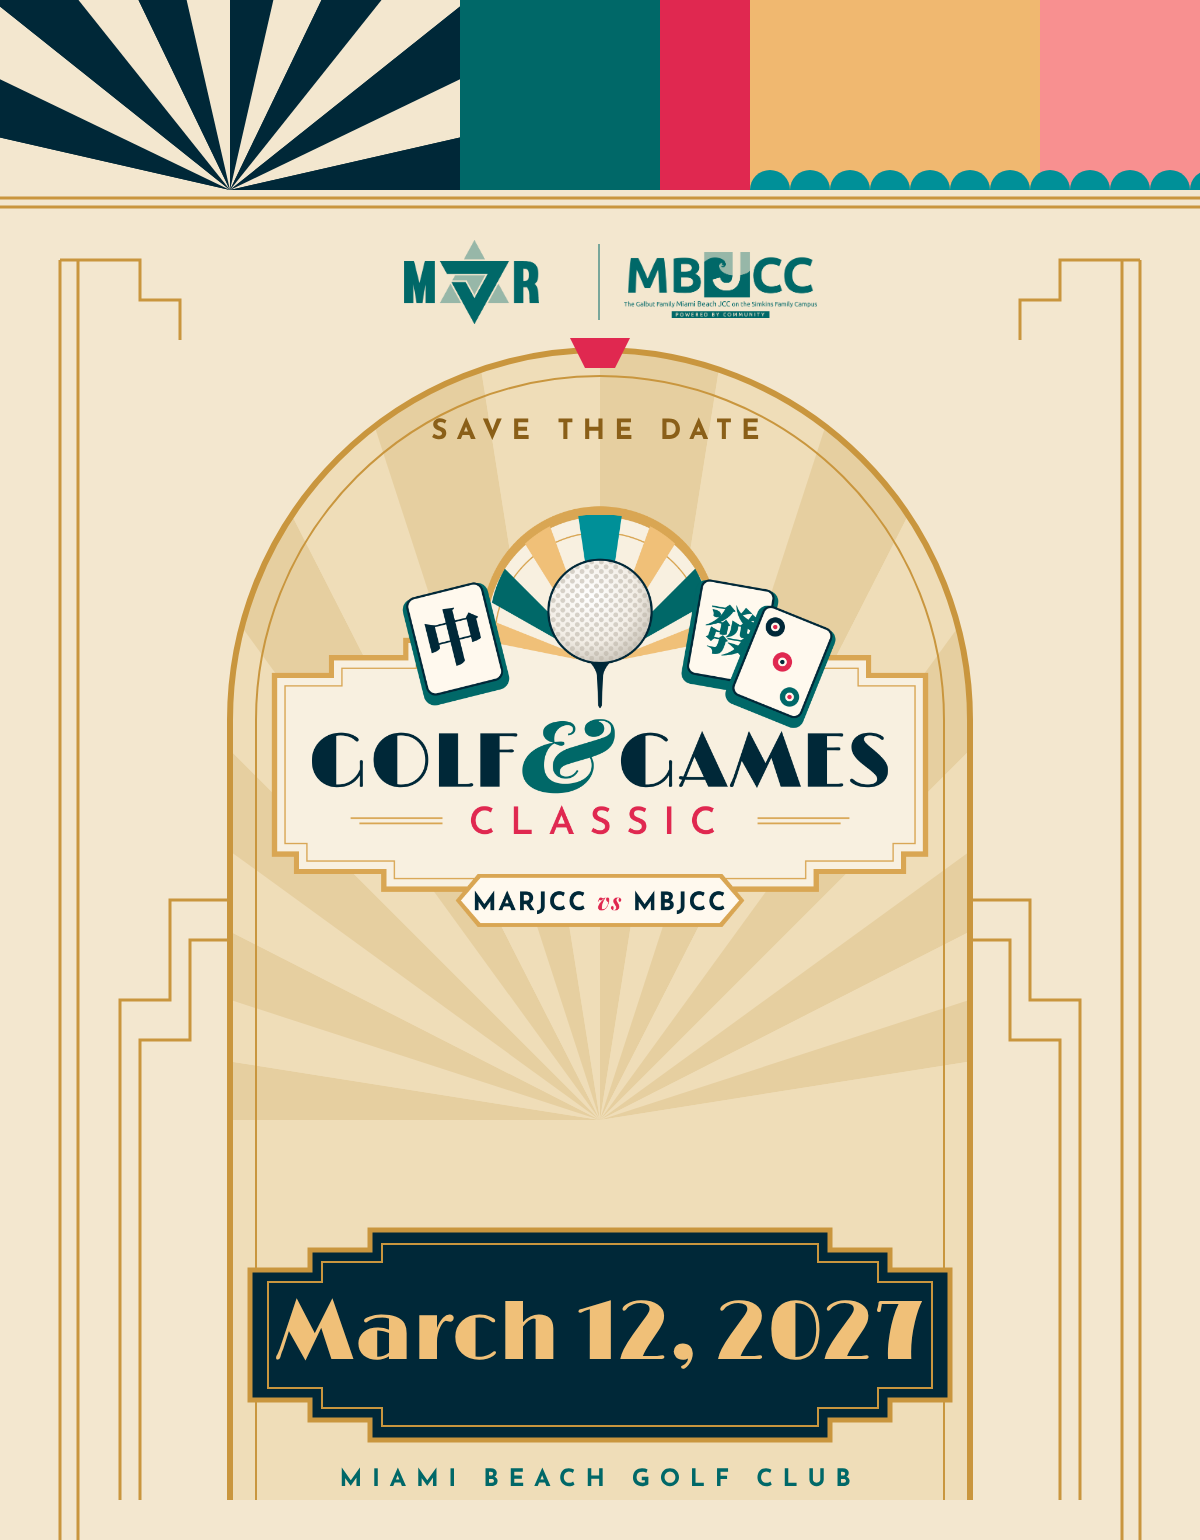 MAR
MBJCC
The Galbut Family Miami Beach JCC on the Simkins Family Campus
POWERED BY COMMUNITY
SAVE THE DATE
中
發
GOLF & GAMES
CLASSIC
MARJCC vs MBJCC
March 12, 2027
MIAMI BEACH GOLF CLUB